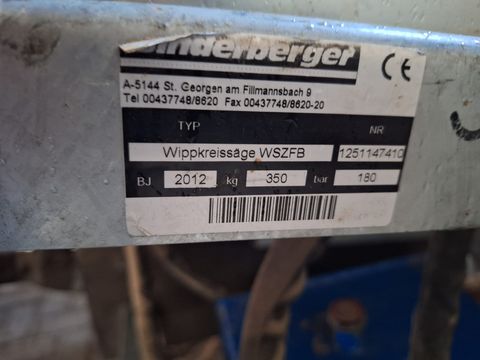 inderberger
CE
A-5144 St. Georgen am Fillmannsbach 9
Tel 00437748/8620 Fax 00437748/8620-20
TYP NR
Wippkreissäge WSZFB 1251147410
BJ 2012 kg 350 bar 180